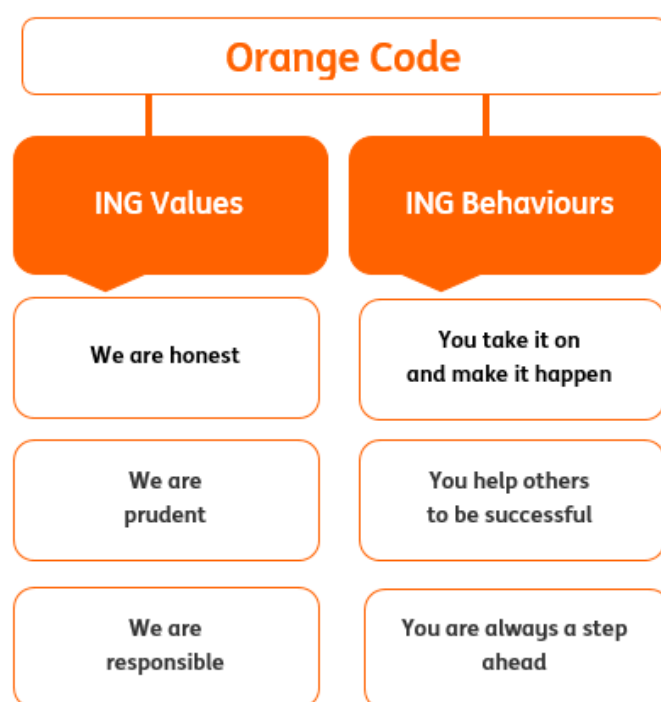 Orange Code
ING Values
We are honest
We are
prudent
We are
responsible
ING Behaviours
You take it on
and make it happen
You help others
to be successful
You are always a step
ahead